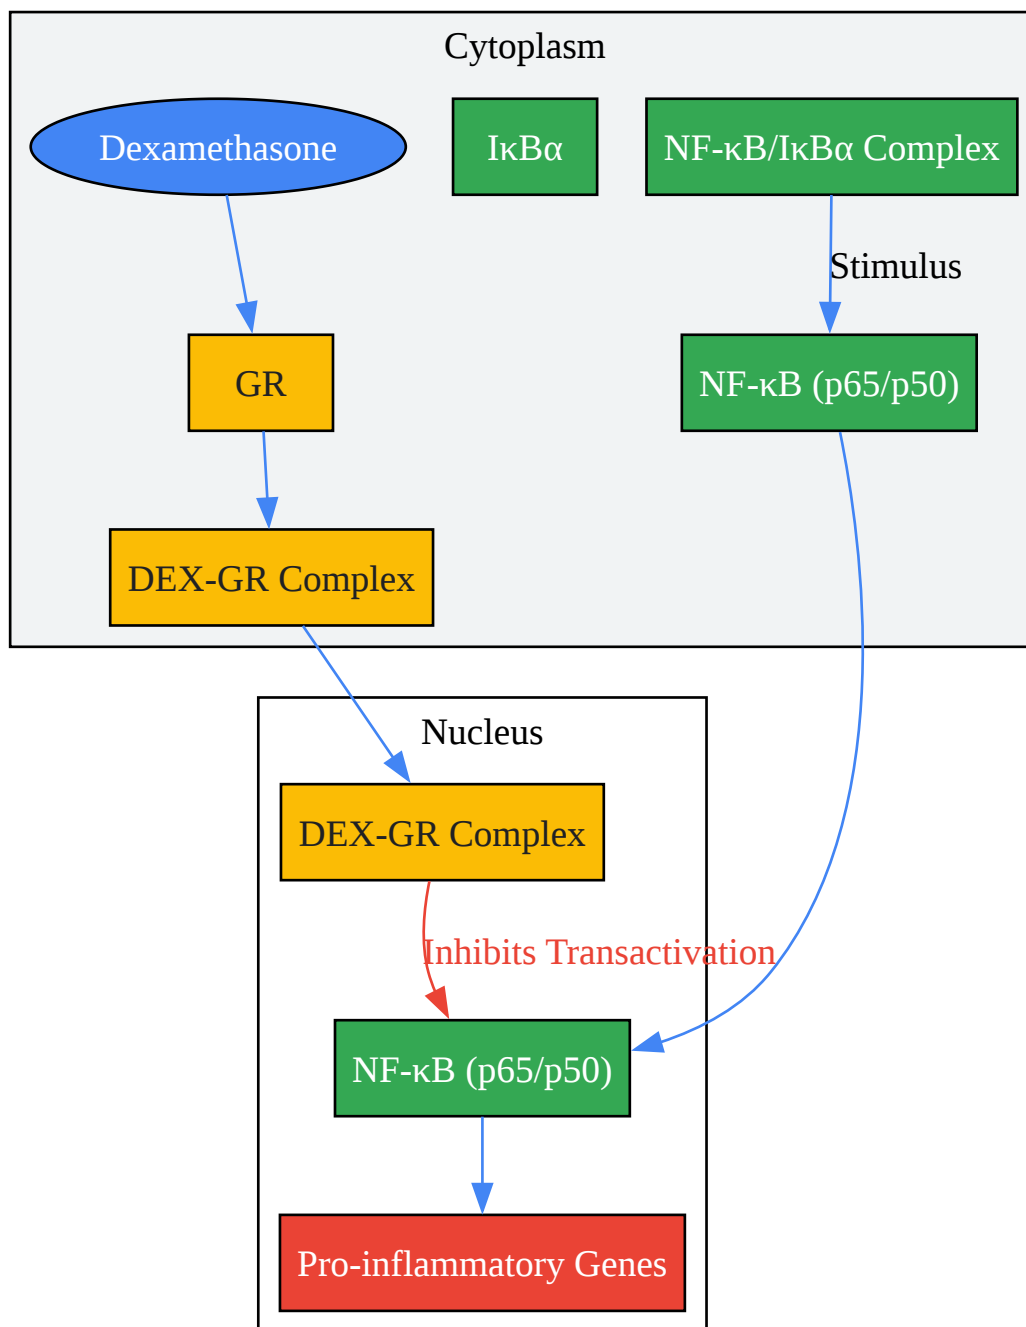 Cytoplasm
Dexamethasone
IκBα
NF-κB/IκBα Complex
Stimulus
GR
NF-κB (p65/p50)
DEX-GR Complex
Nucleus
DEX-GR Complex
Inhibits Transactivation
NF-κB (p65/p50)
Pro-inflammatory Genes